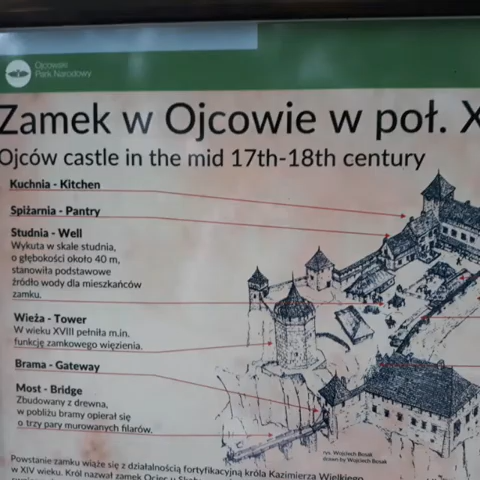 Ojcowski
Park Narodowy
Zamek w Ojcowie w poł. X
Ojców castle in the mid 17th-18th century
Kuchnia - Kitchen
Spiżarnia - Pantry
Studnia - Well
Wykuta w skale studnia,
o głębokości około 40 m,
stanowiła podstawowe
źródło wody dla mieszkańców
zamku.
Wieża - Tower
W wieku XVIII pełniła m.in.
funkcję zamkowego więzienia.
Brama - Gateway
Most - Bridge
Zbudowany z drewna,
w pobliżu bramy opierał się
o trzy pary murowanych filarów.
rys. Wojciech Bosak
drawn by Wojciech Bosak
Powstanie zamku wiąże się z działalnością fortyfikacyjną króla Kazimierza Wielkiego
w XIV wieku. Król nazwał zamek Ociec u Skały